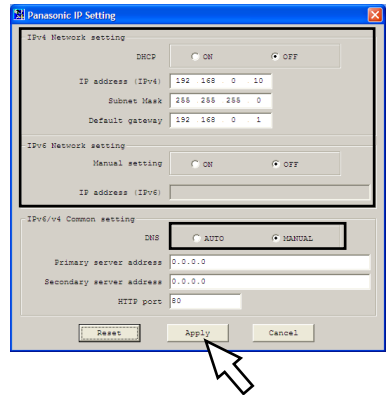 Panasonic IP Setting
IPv4 Network setting
DHCP ON OFF
IP address (IPv4) 192 168 0 10
Subnet Mask 255 255 255 0
Default gateway 192 168 0 1
IPv6 Network setting
Manual setting ON OFF
IP address (IPv6)
IPv6/v4 Common setting
DNS AUTO MANUAL
Primary server address 0.0.0.0
Secondary server address 0.0.0.0
HTTP port 80
Reset Apply Cancel